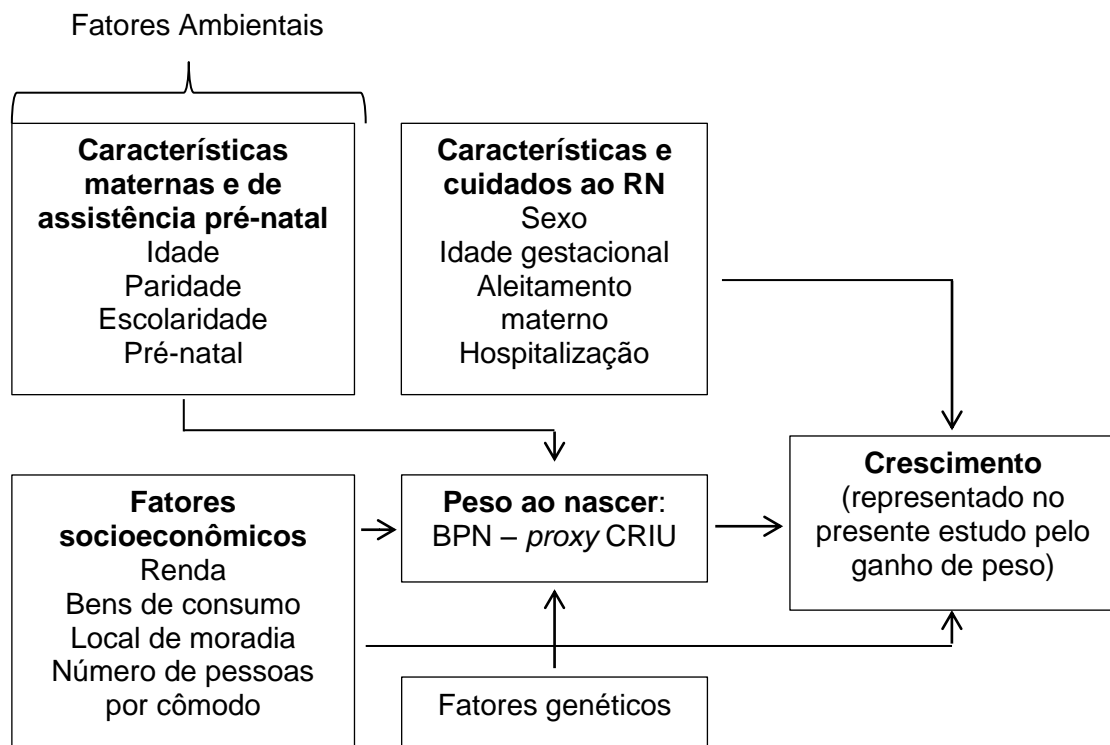 Fatores Ambientais
Características
maternas e de
assistência pré-natal
Idade
Paridade
Escolaridade
Pré-natal
Características e
cuidados ao RN
Sexo
Idade gestacional
Aleitamento
materno
Hospitalização
Fatores
socioeconômicos
Renda
Bens de consumo
Local de moradia
Número de pessoas
por cômodo
Peso ao nascer:
BPN – proxy CRIU
Fatores genéticos
Crescimento
(representado no
presente estudo pelo
ganho de peso)